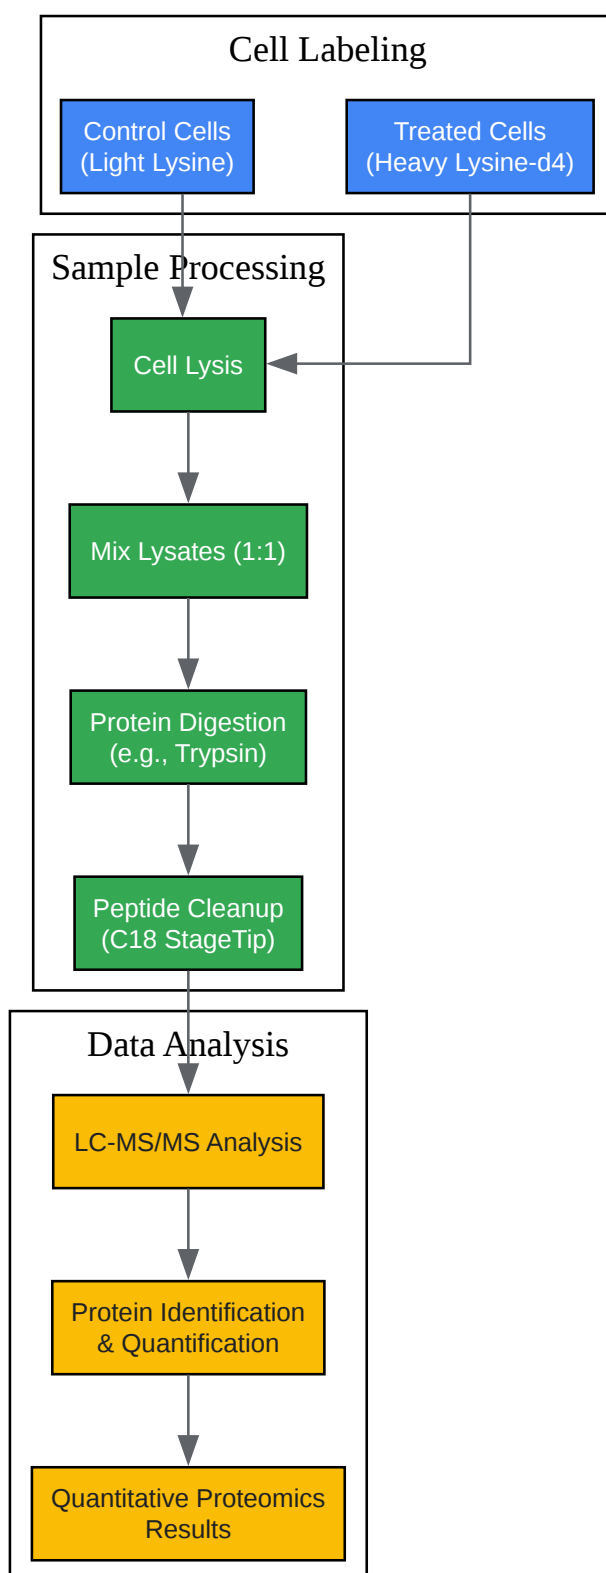 Cell Labeling
Control Cells
(Light Lysine)
Treated Cells
(Heavy Lysine-d4)
Sample Processing
Cell Lysis
Mix Lysates (1:1)
Protein Digestion
(e.g., Trypsin)
Peptide Cleanup
(C18 StageTip)
Data Analysis
LC-MS/MS Analysis
Protein Identification
& Quantification
Quantitative Proteomics
Results